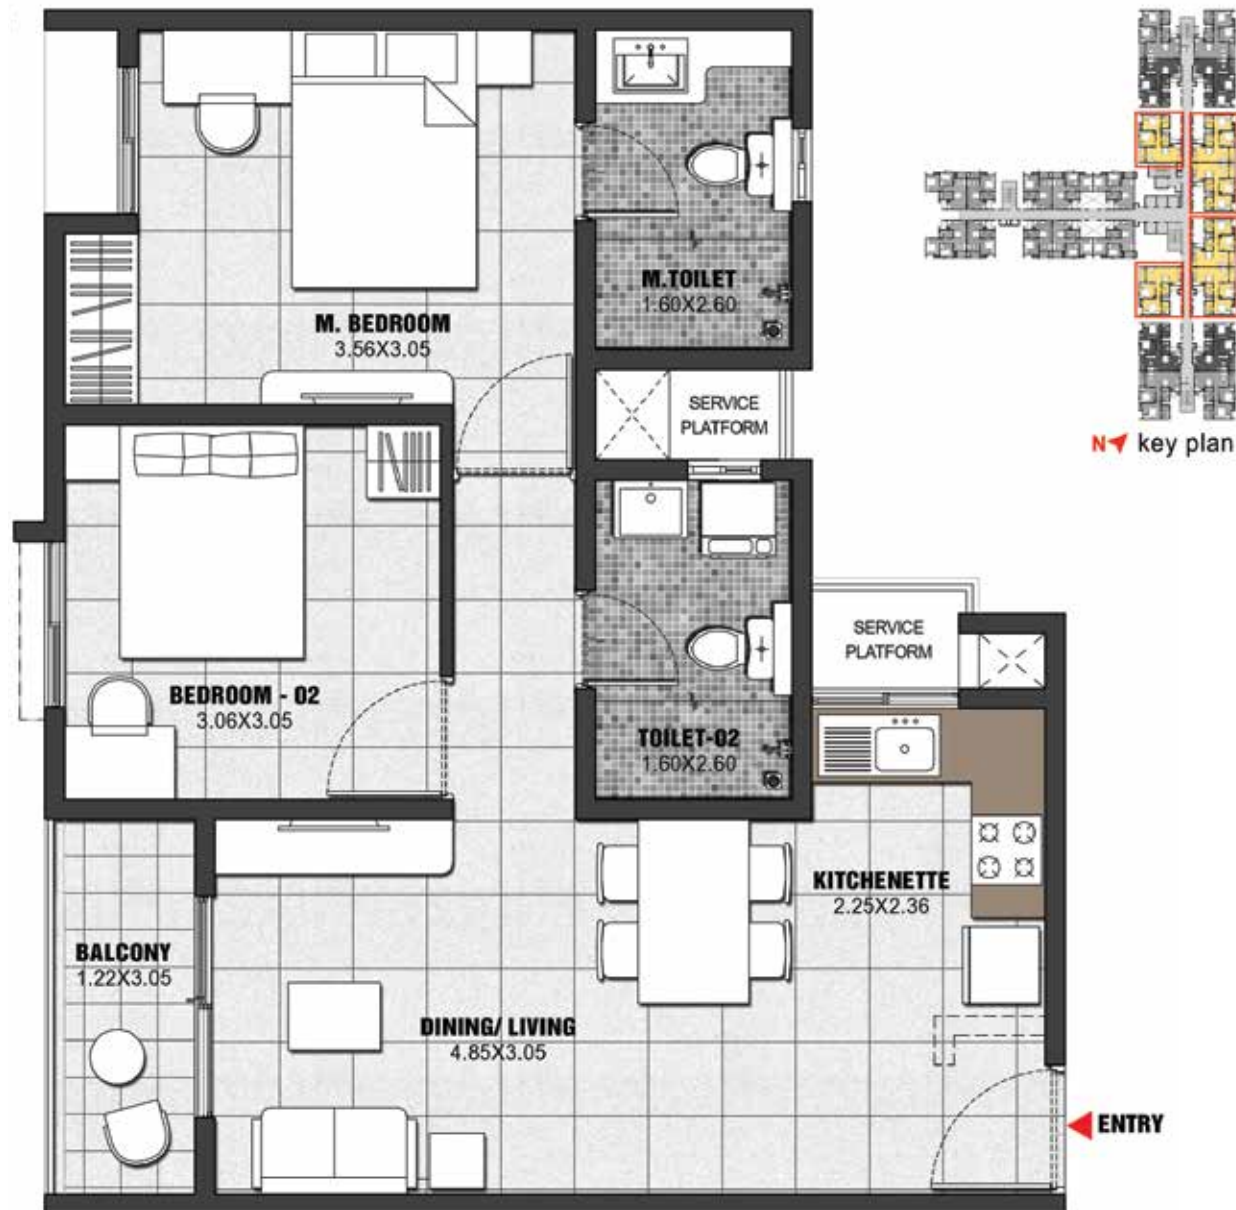 M.TOILET
1.60X2.60
M. BEDROOM
3.56X3.05
SERVICE
PLATFORM
N key plan
SERVICE
PLATFORM
BEDROOM - 02
3.06X3.05
TOILET-02
1.60X2.60
KITCHENETTE
2.25X2.36
BALCONY
1.22X3.05
DINING/ LIVING
4.85X3.05
ENTRY